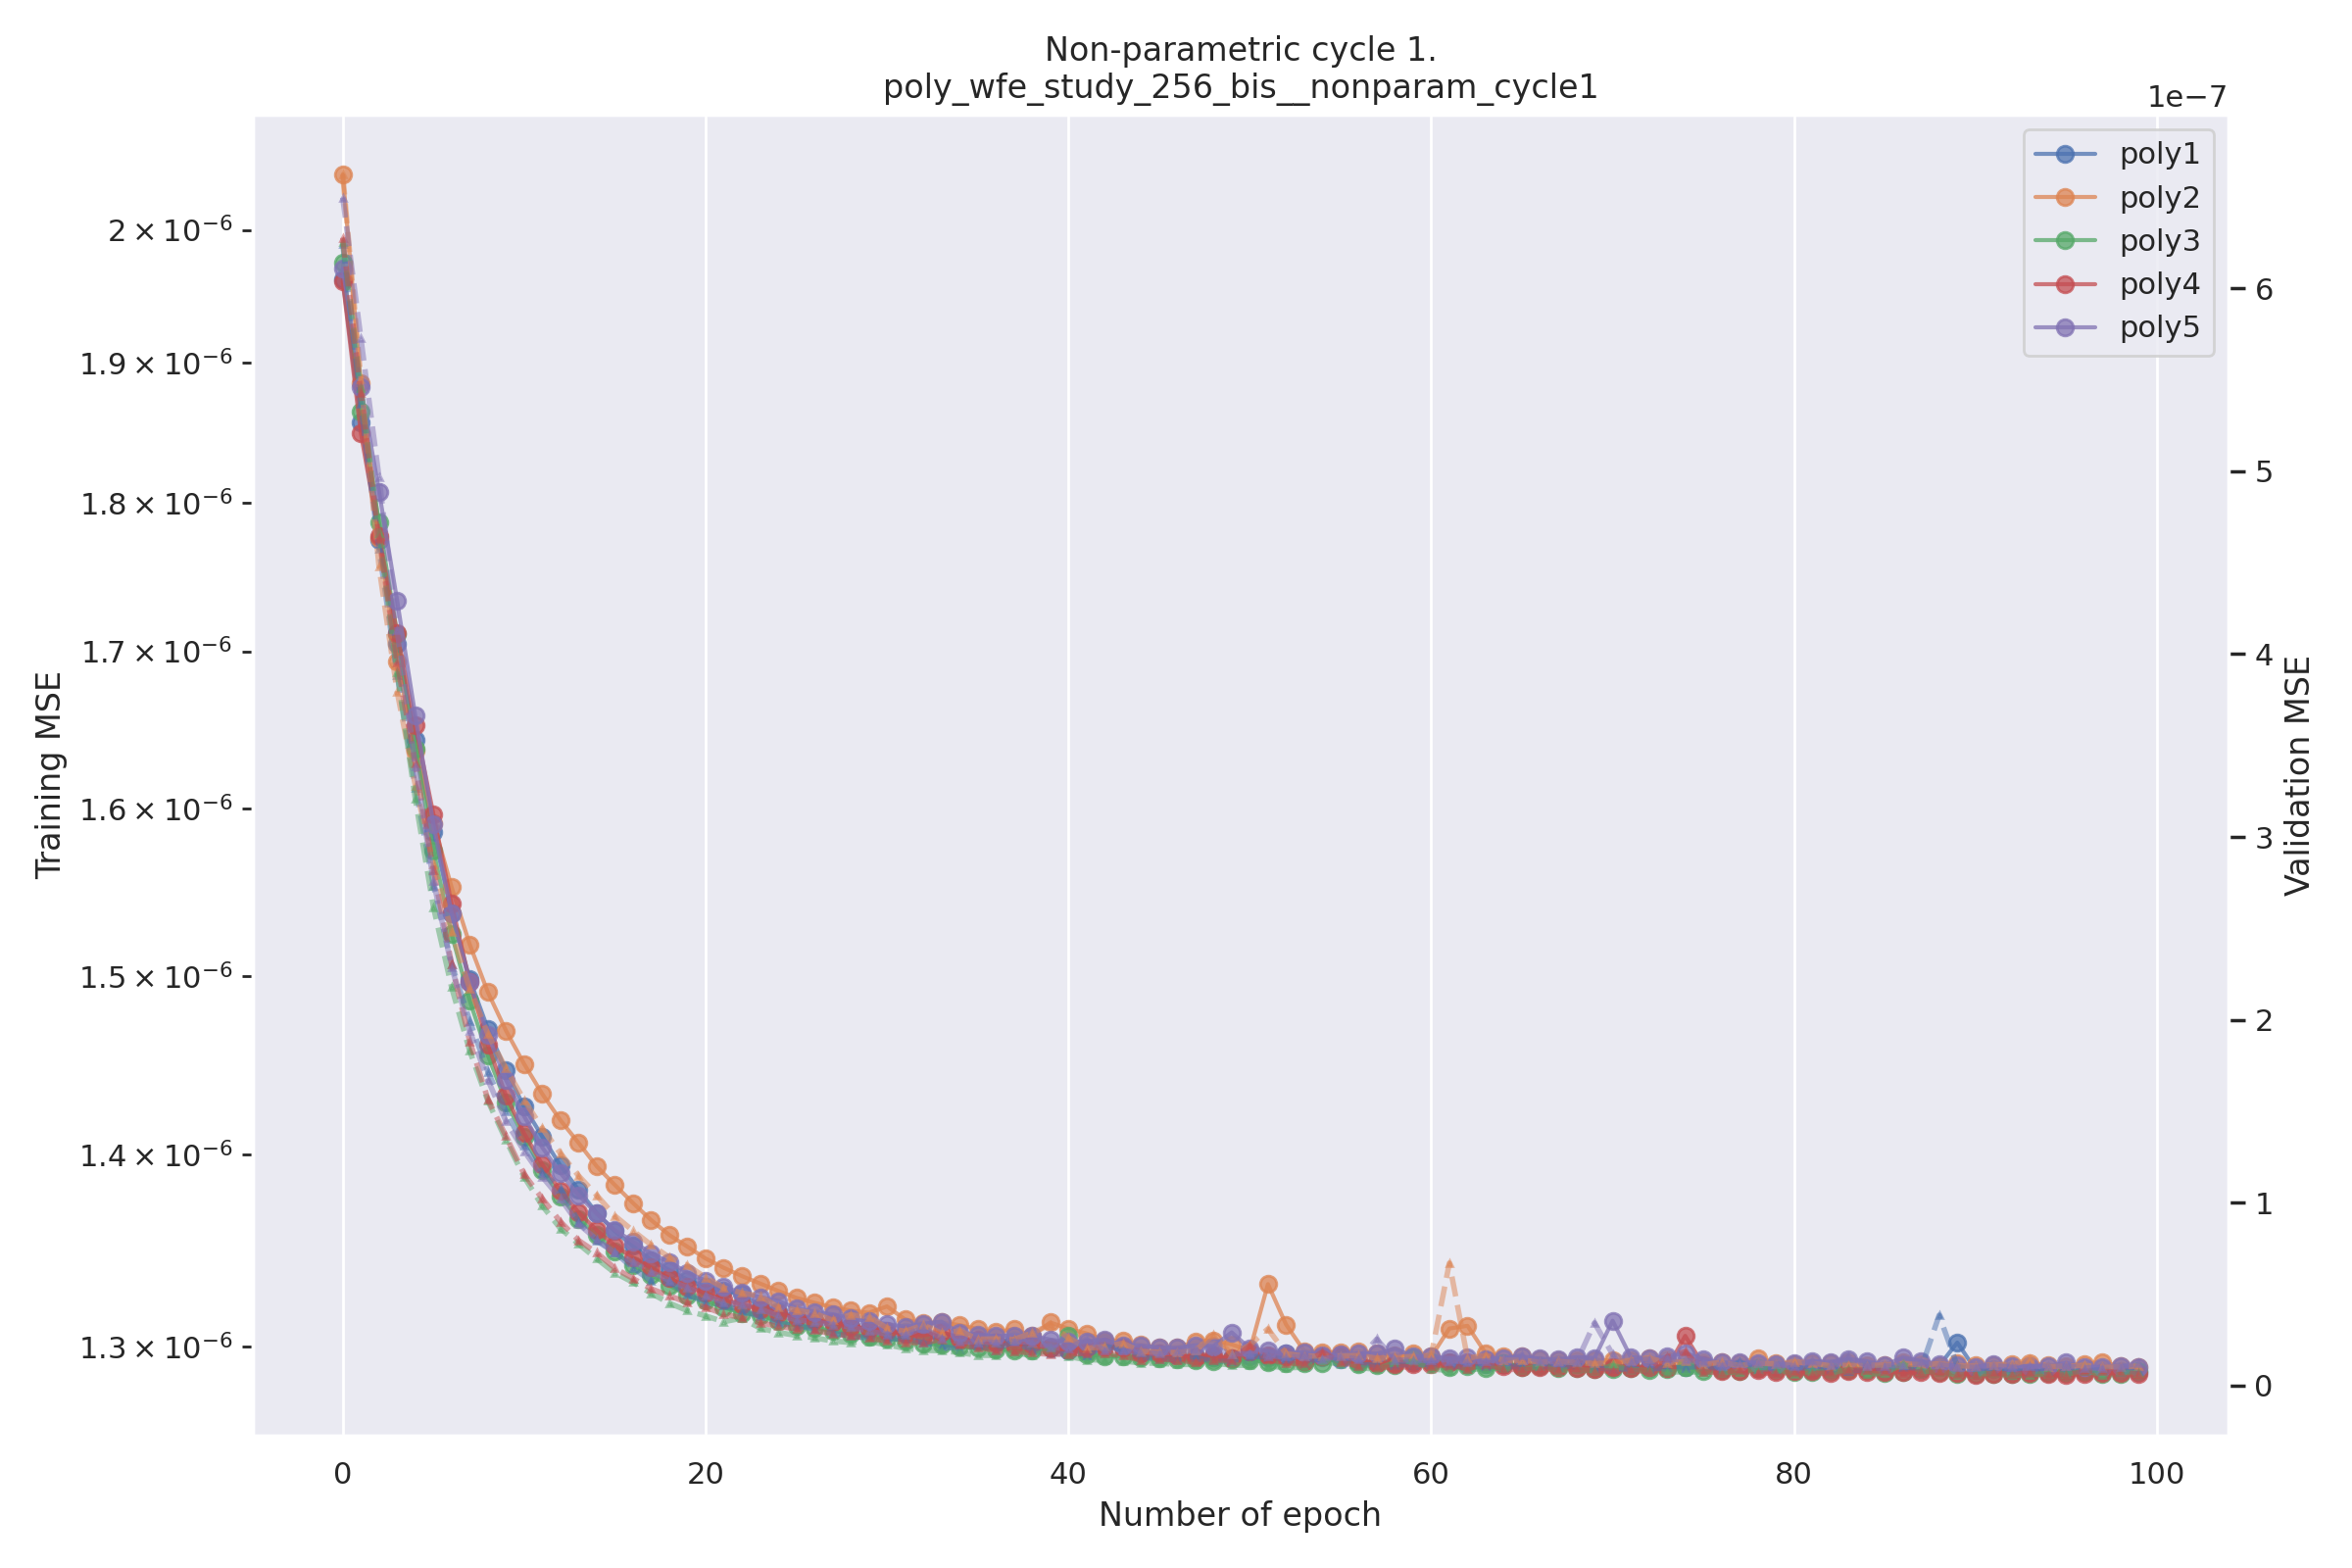 Non-parametric cycle 1.
poly_wfe_study_256_bis__nonparam_cycle1
1e−7
poly1
poly2
poly3
poly4
poly5
Training MSE
2 × 10⁻⁶
1.9 × 10⁻⁶
1.8 × 10⁻⁶
1.7 × 10⁻⁶
1.6 × 10⁻⁶
1.5 × 10⁻⁶
1.4 × 10⁻⁶
1.3 × 10⁻⁶
6
5
4
3
2
1
0
Validation MSE
0 20 40 60 80 100
Number of epoch